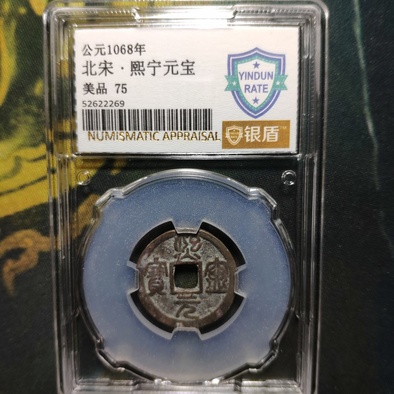 公元1068年
北宋·熙宁元宝
美品 75
52622269
YINDUN
RATE
NUMISMATIC APPRAISAL
银盾
熙
寶 寧
元